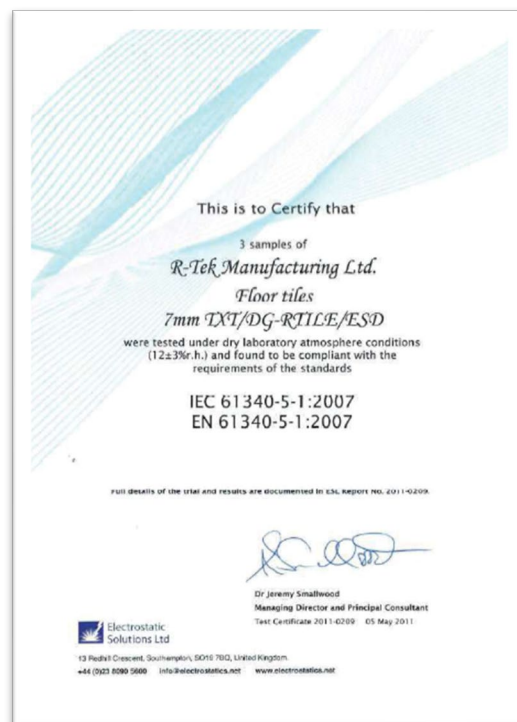 This is to Certify that
3 samples of
R-Tek Manufacturing Ltd.
Floor tiles
7mm TXT/DG-RTILE/ESD
were tested under dry laboratory atmosphere conditions
(12±3%r.h.) and found to be compliant with the
requirements of the standards
IEC 61340-5-1:2007
EN 61340-5-1:2007
Full details of the trial and results are documented in ESL Report No. 2011-0209.
Dr Jeremy Smallwood
Managing Director and Principal Consultant
Test Certificate 2011-0209 05 May 2011
Electrostatic
Solutions Ltd
13 Redhill Crescent, Southampton, SO16 7BQ, United Kingdom.
+44 (0)23 8090 5600 info@electrostatics.net www.electrostatics.net